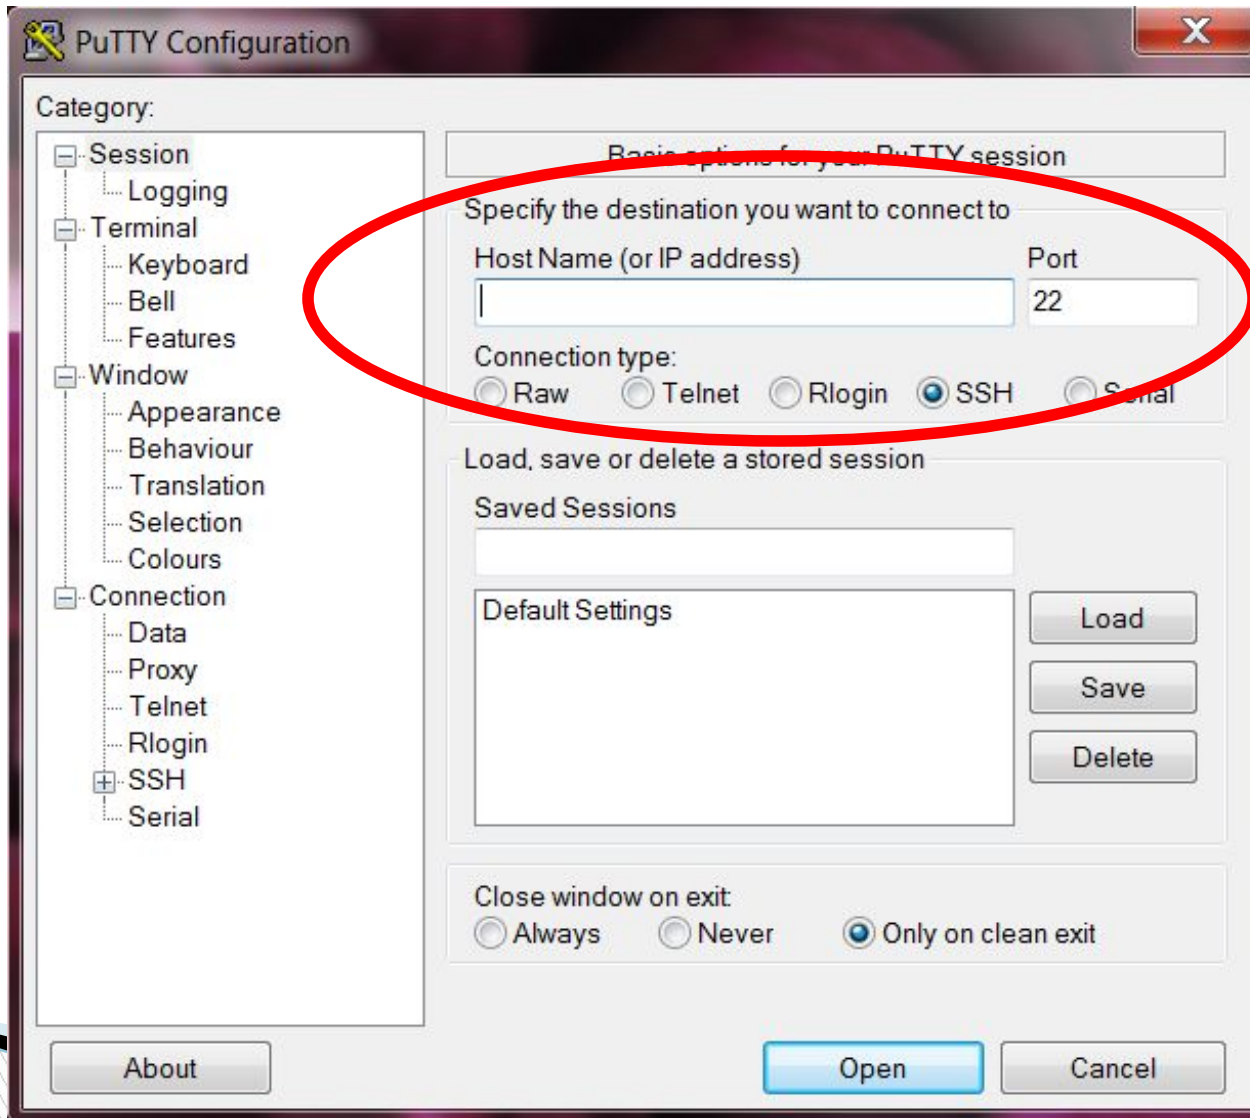 PuTTY Configuration
Category:
Session
Logging
Terminal
Keyboard
Bell
Features
Window
Appearance
Behaviour
Translation
Selection
Colours
Connection
Data
Proxy
Telnet
Rlogin
SSH
Serial
Basic options for your PuTTY session
Specify the destination you want to connect to
Host Name (or IP address) Port
22
Connection type:
Raw Telnet Rlogin SSH Serial
Load, save or delete a stored session
Saved Sessions
Default Settings
Load
Save
Delete
Close window on exit:
Always Never Only on clean exit
About Open Cancel